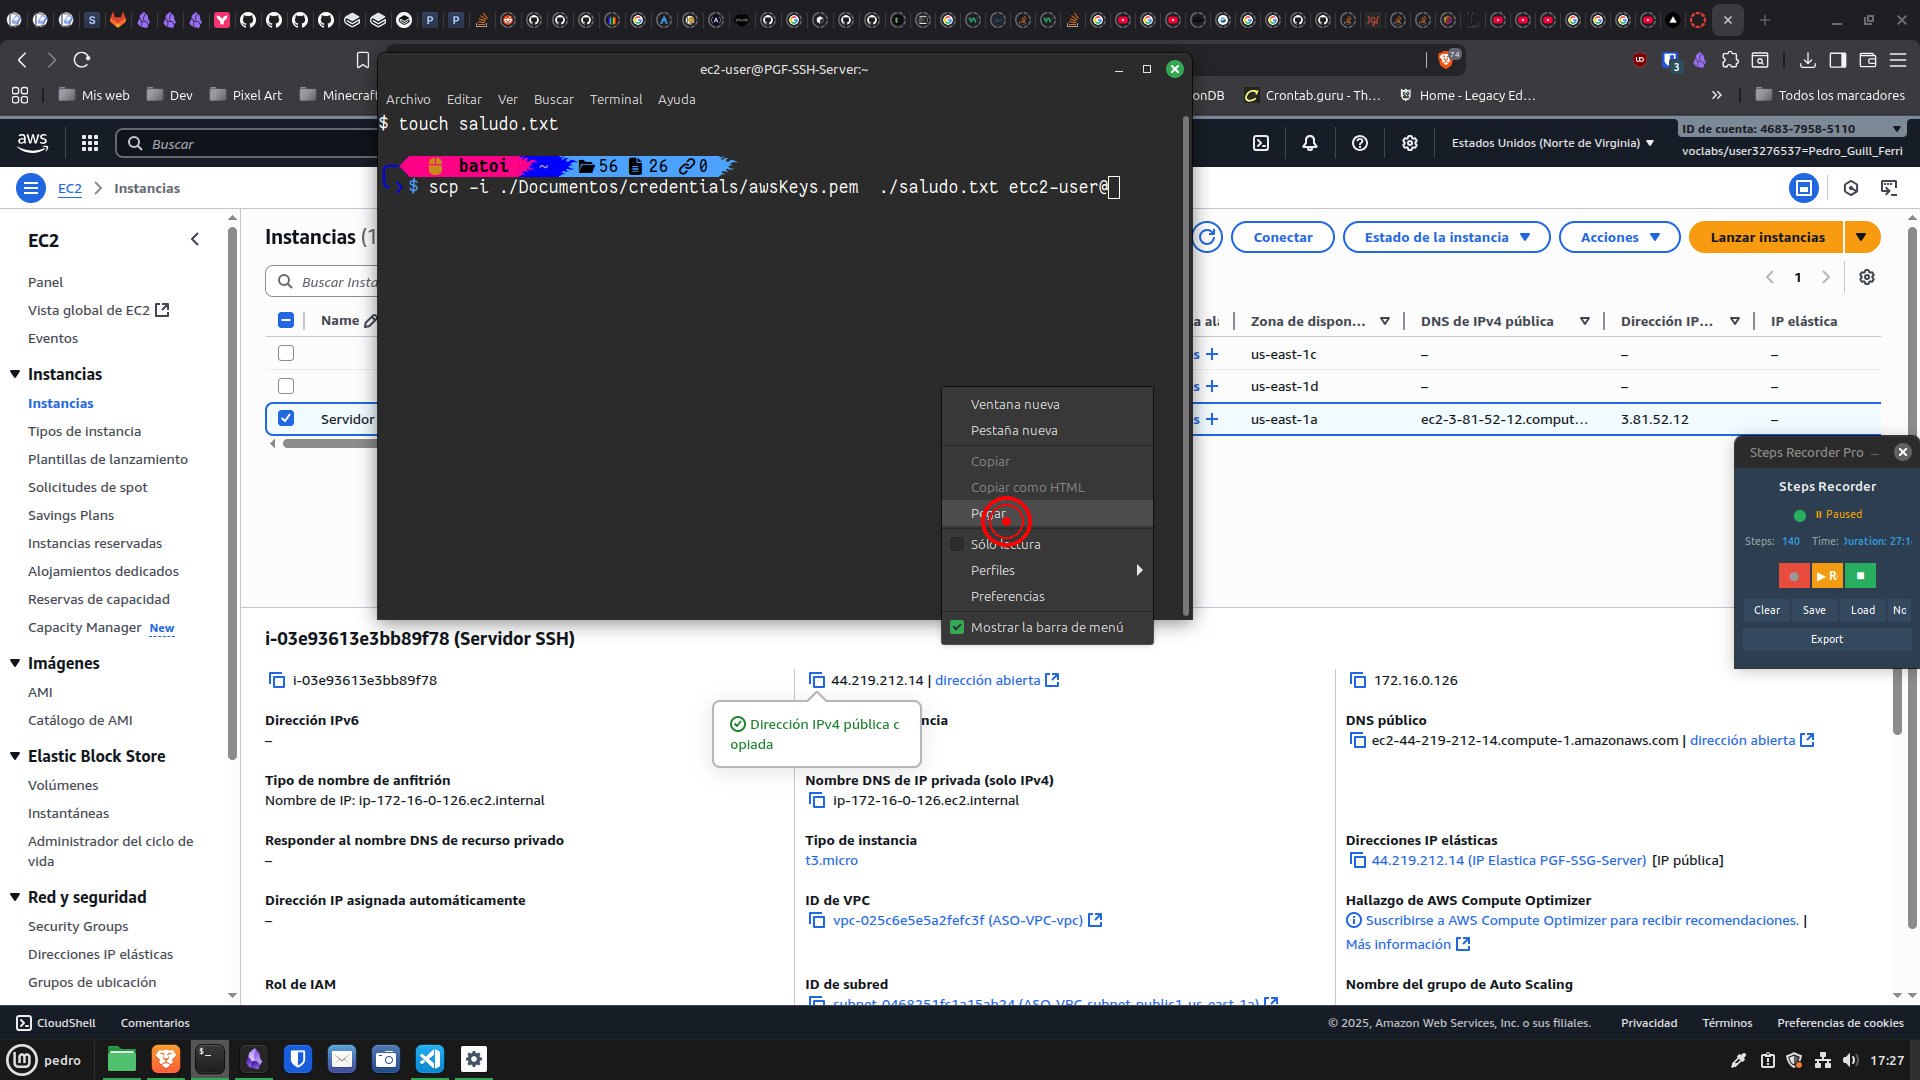 74
3
Mis web
Dev
Pixel Art
Minecraf
onDB
Crontab.guru - Th...
Home - Legacy Ed...
Todos los marcadores
ec2-user@PGF-SSH-Server:~
Archivo
Editar
Ver
Buscar
Terminal
Ayuda
$ touch saludo.txt
batoi
~
56
26
0
$ scp -i ./Documentos/credentials/awsKeys.pem  ./saludo.txt etc2-user@
Ventana nueva
Pestaña nueva
Copiar
Copiar como HTML
Pegar
Sólo lectura
Perfiles
Preferencias
Mostrar la barra de menú
aws
Buscar
Estados Unidos (Norte de Virginia)
ID de cuenta: 4683-7958-5110
voclabs/user3276537=Pedro_Guill_Ferri
EC2
Instancias
EC2
Panel
Vista global de EC2
Eventos
Instancias
Instancias
Tipos de instancia
Plantillas de lanzamiento
Solicitudes de spot
Savings Plans
Instancias reservadas
Alojamientos dedicados
Reservas de capacidad
Capacity Manager New
Imágenes
AMI
Catálogo de AMI
Elastic Block Store
Volúmenes
Instantáneas
Administrador del ciclo de
vida
Red y seguridad
Security Groups
Direcciones IP elásticas
Grupos de ubicación
Instancias (1
Conectar
Estado de la instancia
Acciones
Lanzar instancias
Buscar Insta
1
Name
a al
Zona de dispon...
DNS de IPv4 pública
Dirección IP...
IP elástica
s +
us-east-1c
–
–
–
s +
us-east-1d
–
–
–
Servidor
s +
us-east-1a
ec2-3-81-52-12.comput...
3.81.52.12
–
Steps Recorder Pro
Steps Recorder
Paused
Steps: 140 Time: Duration: 27:1
R
Clear
Save
Load
No
Export
i-03e93613e3bb89f78 (Servidor SSH)
i-03e93613e3bb89f78
44.219.212.14 | dirección abierta
172.16.0.126
Dirección IPv4 pública c
opiada
Dirección IPv6
–
ncia
DNS público
ec2-44-219-212-14.compute-1.amazonaws.com | dirección abierta
Tipo de nombre de anfitrión
Nombre de IP: ip-172-16-0-126.ec2.internal
Nombre DNS de IP privada (solo IPv4)
ip-172-16-0-126.ec2.internal
Responder al nombre DNS de recurso privado
–
Tipo de instancia
t3.micro
Direcciones IP elásticas
44.219.212.14 (IP Elastica PGF-SSG-Server) [IP pública]
Dirección IP asignada automáticamente
–
ID de VPC
vpc-025c6e5e5a2fefc3f (ASO-VPC-vpc)
Hallazgo de AWS Compute Optimizer
Suscribirse a AWS Compute Optimizer para recibir recomendaciones. |
Más información
Rol de IAM
ID de subred
subnet-0468251fc1a15ab24 (ASO-VPC-subnet-public1-us-east-1a)
Nombre del grupo de Auto Scaling
CloudShell
Comentarios
© 2025, Amazon Web Services, Inc. o sus filiales.
Privacidad
Términos
Preferencias de cookies
pedro
17:27